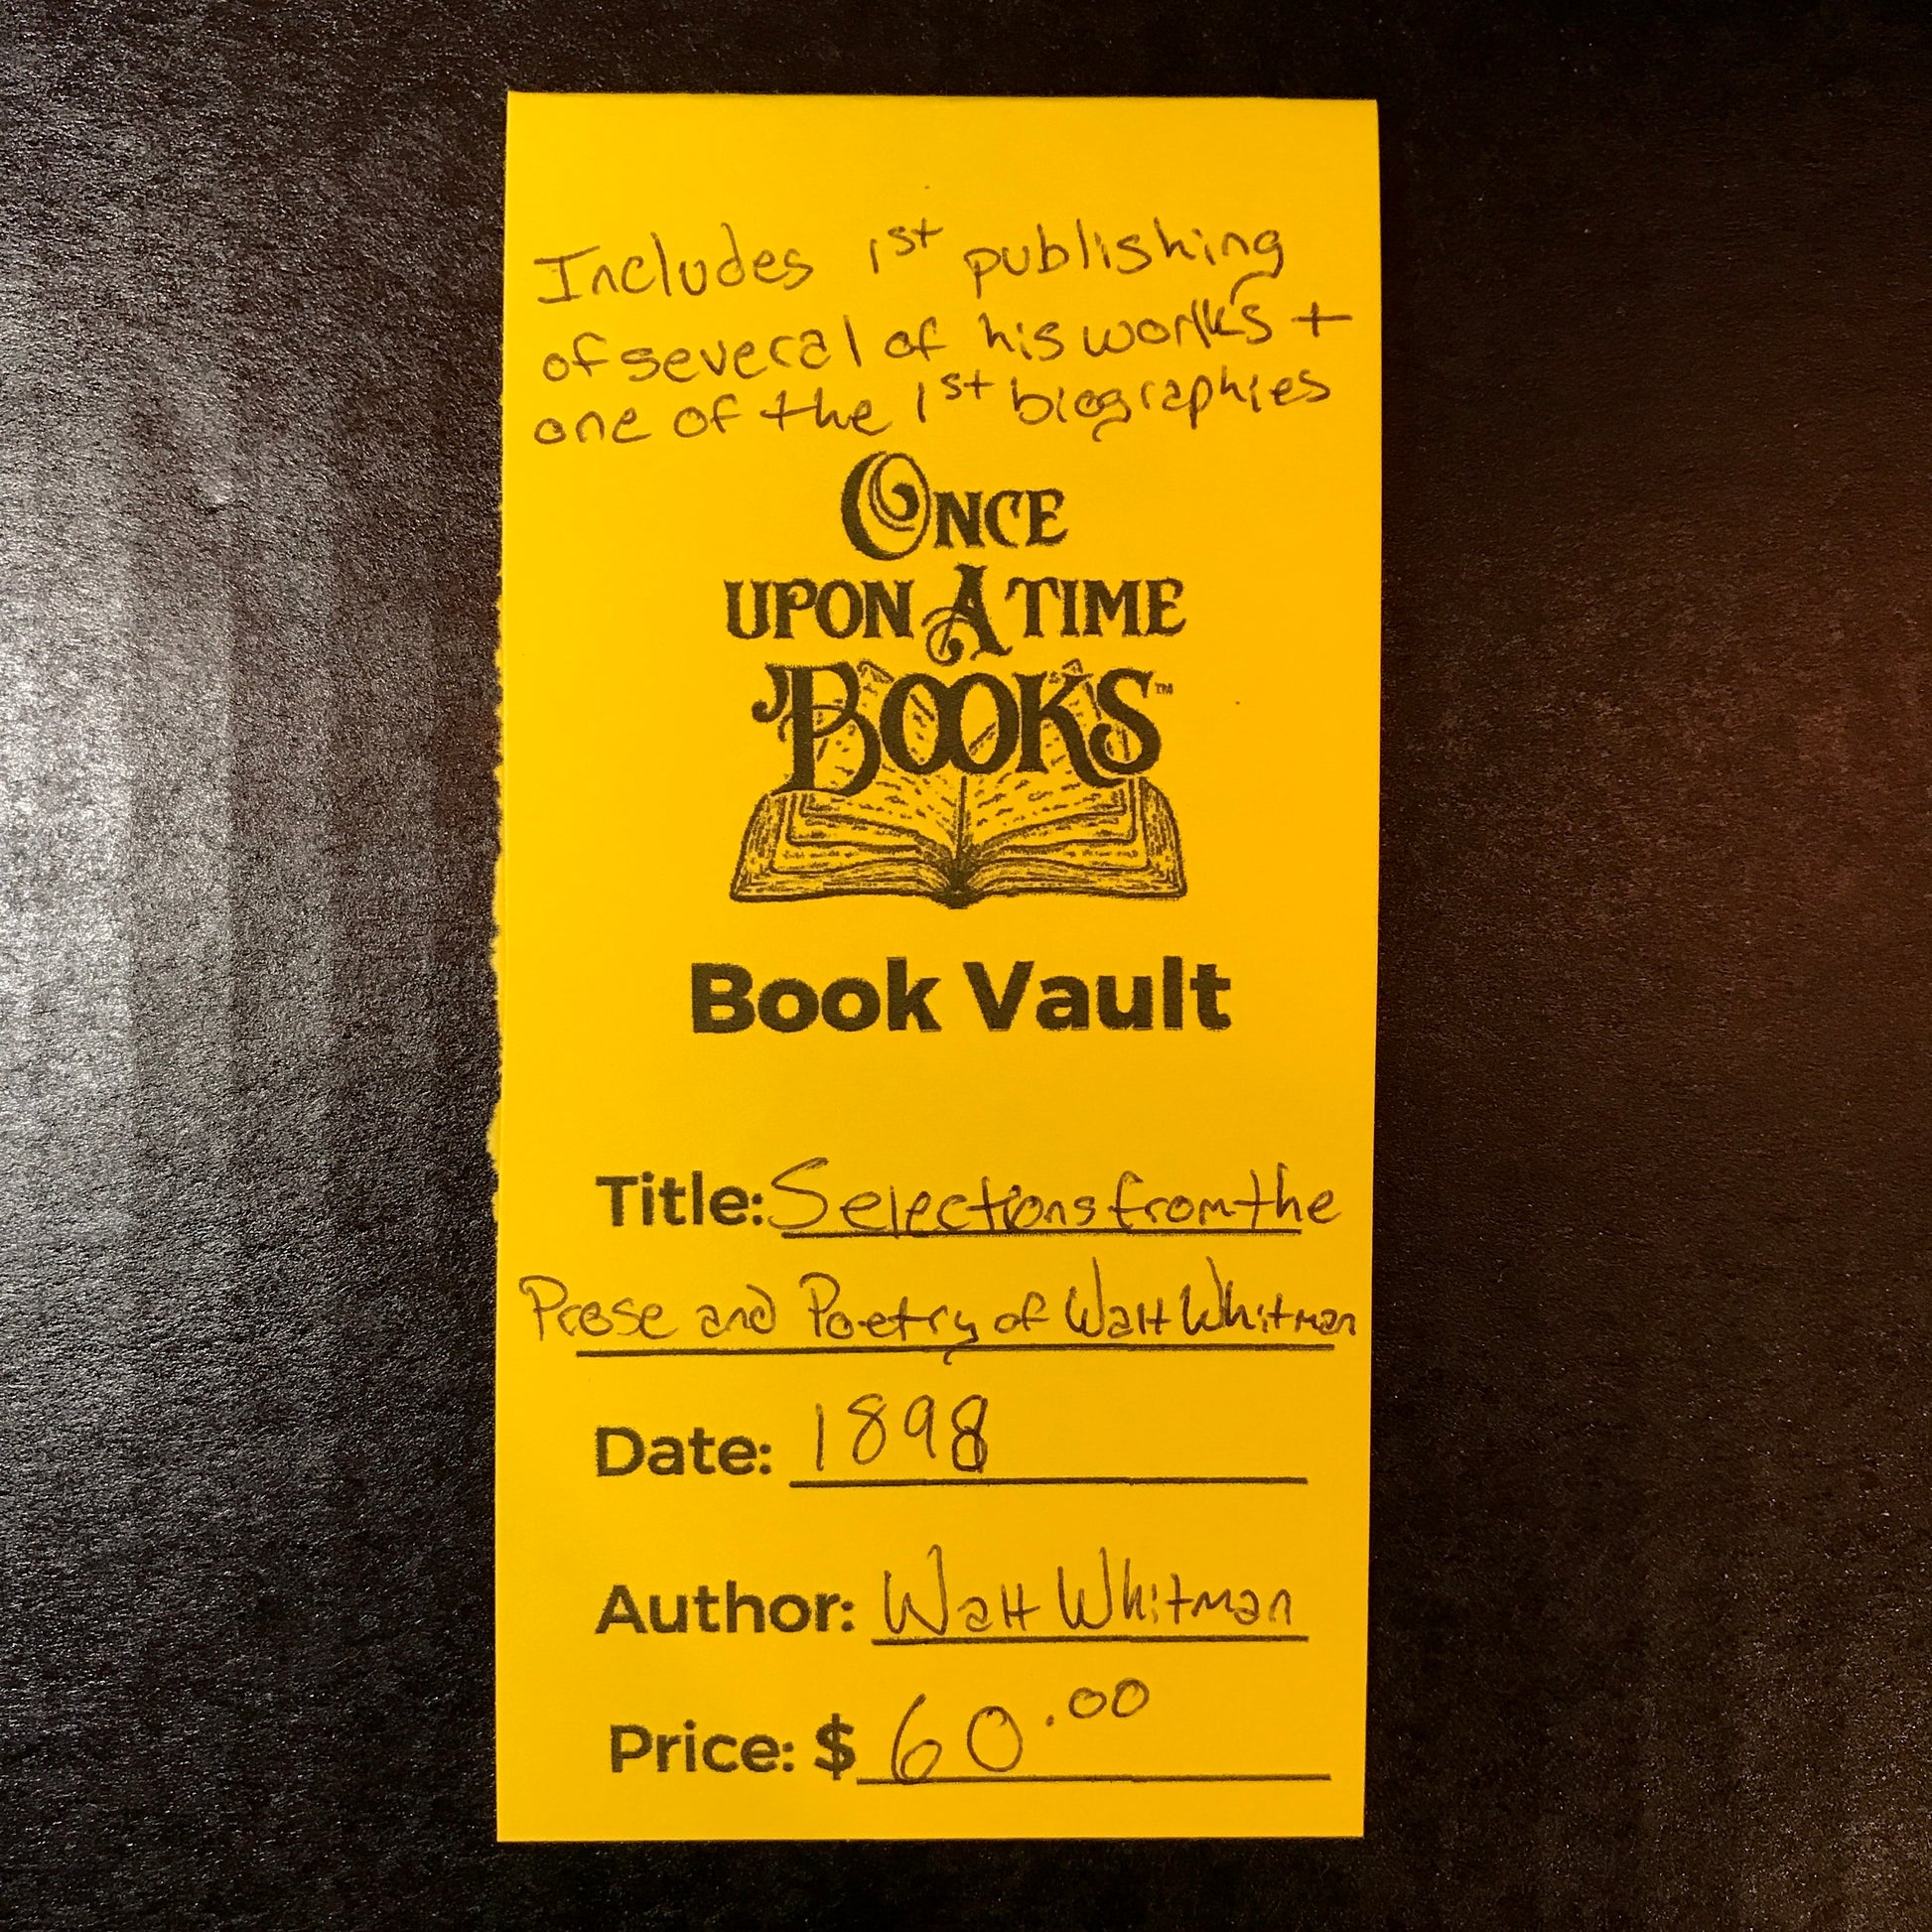 Includes 1st publishing
of several of his works +
one of the 1st biographies
ONCE
UPON A TIME
BOOKS™
Book Vault
Title: Selections from the
Prose and Poetry of Walt Whitman
Date: 1898
Author: Walt Whitman
Price: $ 60.00